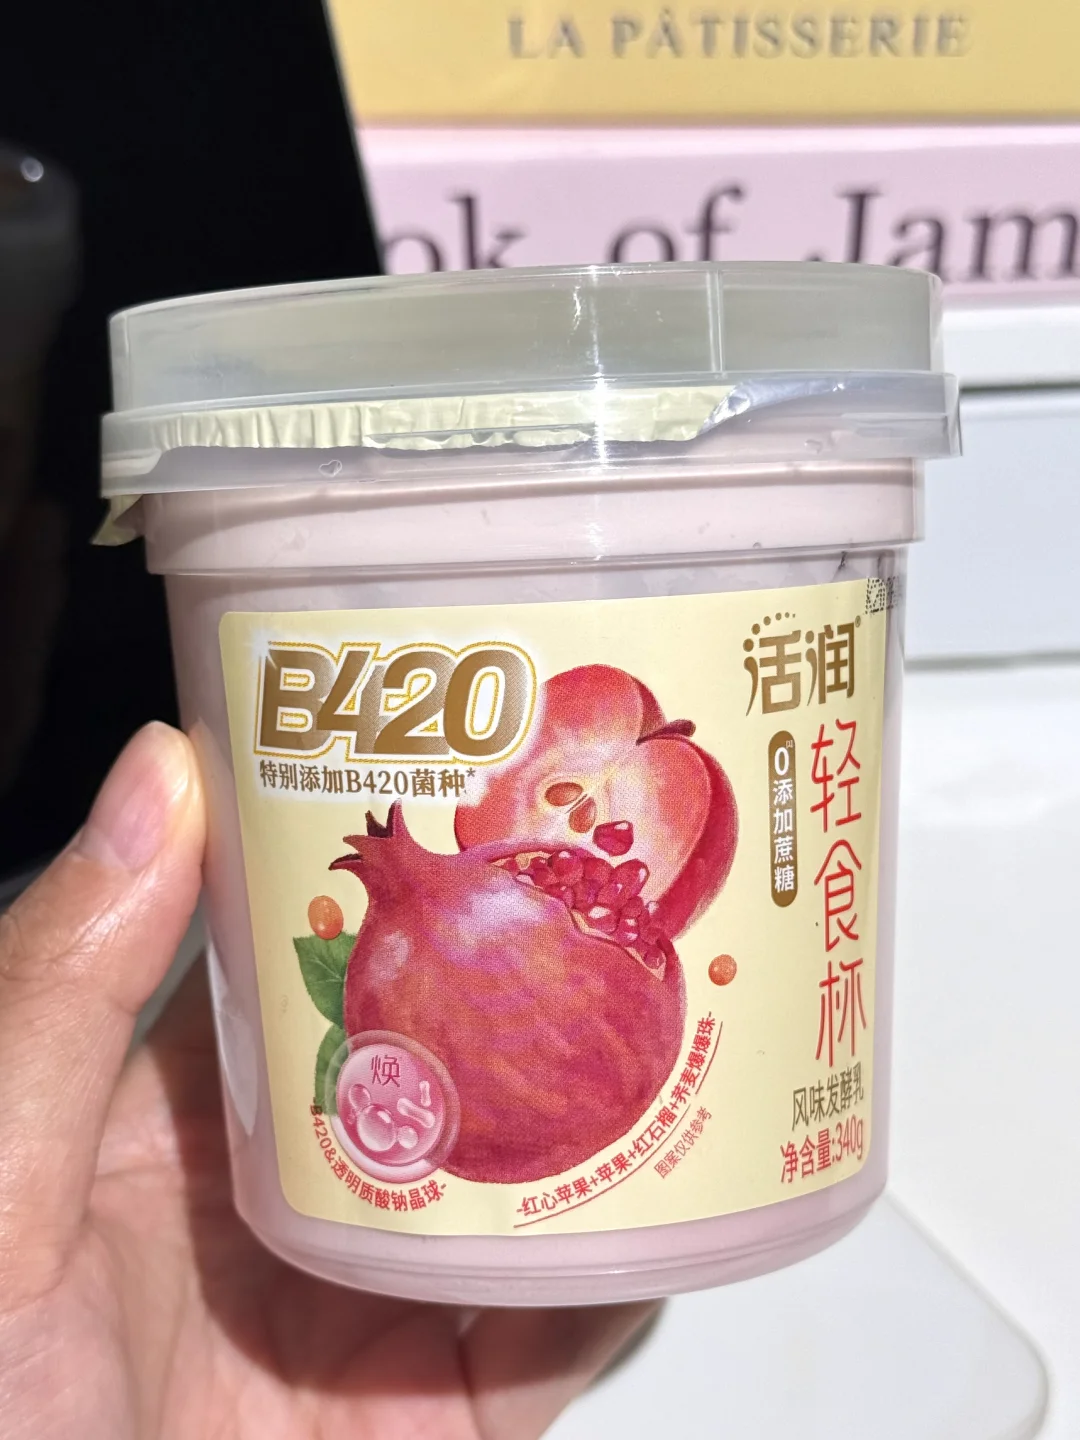 LA PÂTISSERIE
of Jam
B420
特别添加B420菌种*
活润®
轻食杯
0添加蔗糖
风味发酵乳
净含量:340g
焕
B420&透明质酸钠晶球-
-红心苹果+苹果+红石榴+荞麦爆爆珠-
图案仅供参考